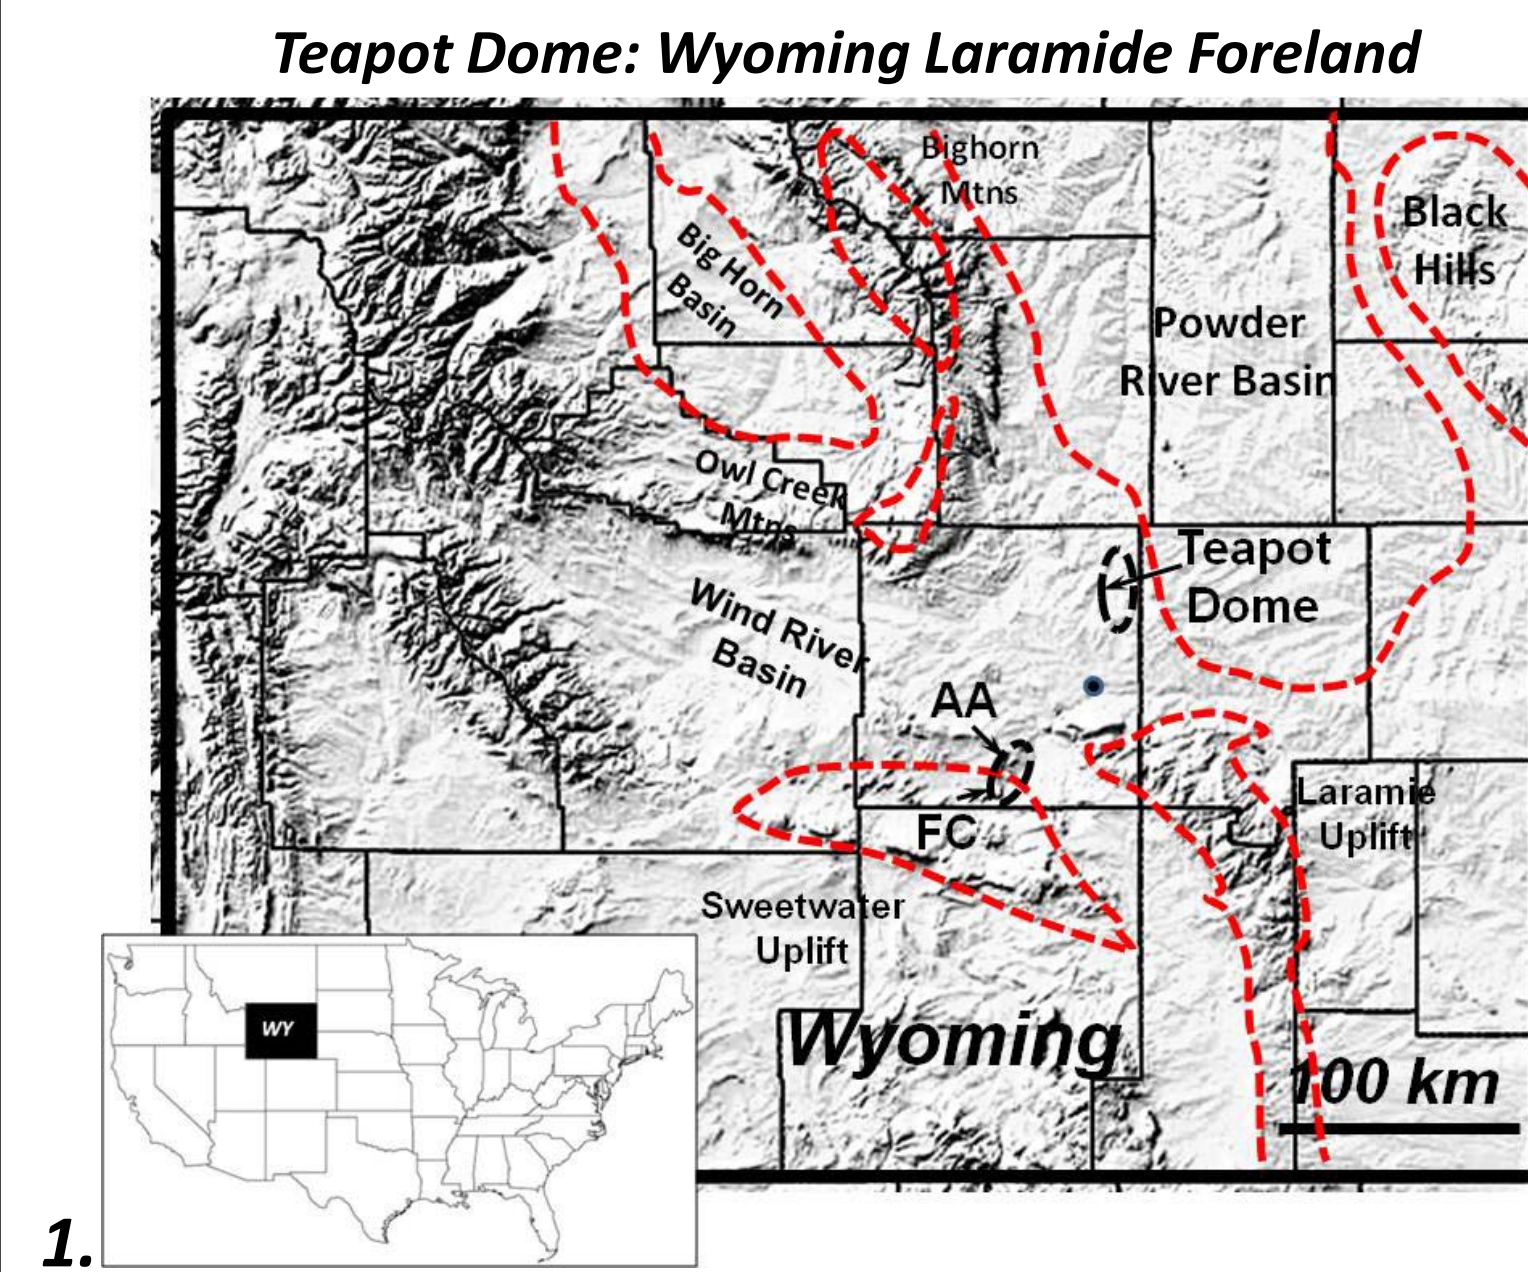 Teapot Dome: Wyoming Laramide Foreland
Bighorn
Mtns
Black
Hills
Big Horn
Basin
Powder
River Basin
Owl Creek
Mtns
Teapot
Dome
Wind River
Basin
AA
FC
Laramie
Uplift
Sweetwater
Uplift
Wyoming
100 km
WY
1.